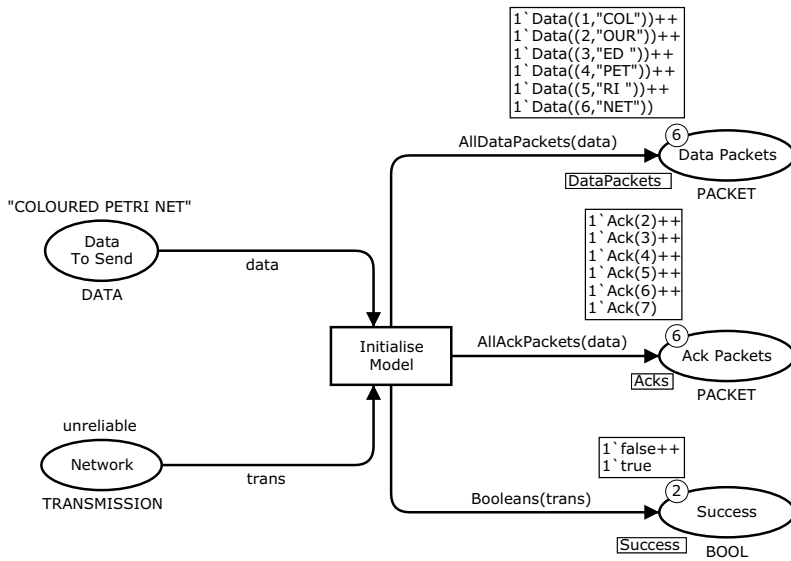 1`Data((1,"COL"))++
1`Data((2,"OUR"))++
1`Data((3,"ED "))++
1`Data((4,"PET"))++
1`Data((5,"RI "))++
1`Data((6,"NET"))
AllDataPackets(data)
6
Data Packets
DataPackets
PACKET
"COLOURED PETRI NET"
Data
To Send
DATA
data
1`Ack(2)++
1`Ack(3)++
1`Ack(4)++
1`Ack(5)++
1`Ack(6)++
1`Ack(7)
Initialise
Model
AllAckPackets(data)
6
Ack Packets
Acks
PACKET
unreliable
Network
TRANSMISSION
trans
1`false++
1`true
Booleans(trans)
2
Success
Success
BOOL